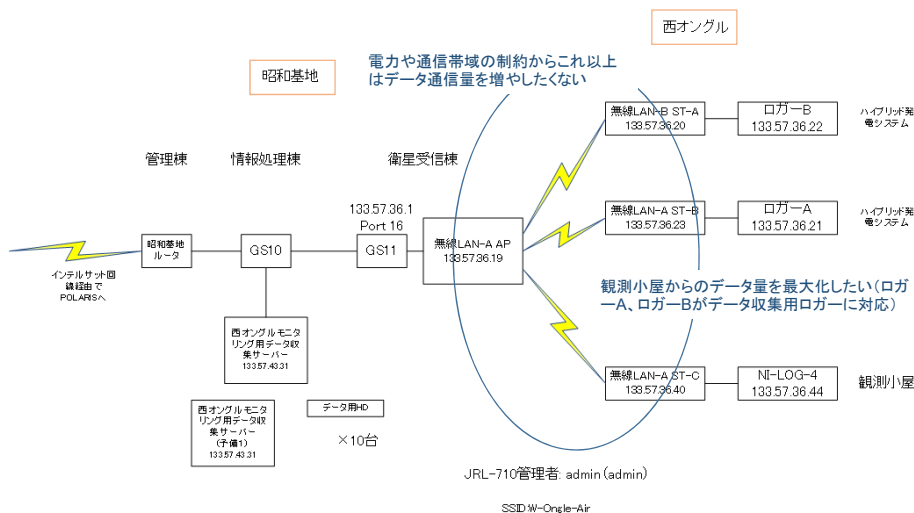 西オングル
電力や通信帯域の制約からこれ以上
はデータ通信量を増やしたくない
昭和基地
無線LAN-B ST-A
133.57.36.20
ロガーB
133.57.36.22
ハイブリッド発
電システム
管理棟
情報処理棟
衛星受信棟
133.57.36.1
Port 16
無線LAN-A ST-B
133.57.36.23
ロガーA
133.57.36.21
ハイブリッド発
電システム
昭和基地
ルータ
GS10
GS11
無線LAN-A AP
133.57.36.19
インテルサット回
線経由で
POLARISへ
観測小屋からのデータ量を最大化したい(ロガ
ーA、ロガーBがデータ収集用ロガーに対応)
西オングルモニタ
リング用データ収
集サーバー
133.57.43.31
無線LAN-A ST-C
133.57.36.40
NI-LOG-4
133.57.36.44
観測小屋
西オングルモニタ
リング用データ収
集サーバー
(予備1)
133.57.43.31
データ用HD
×10台
JRL-710管理者: admin(admin)
SSID:W-Ongle-Air